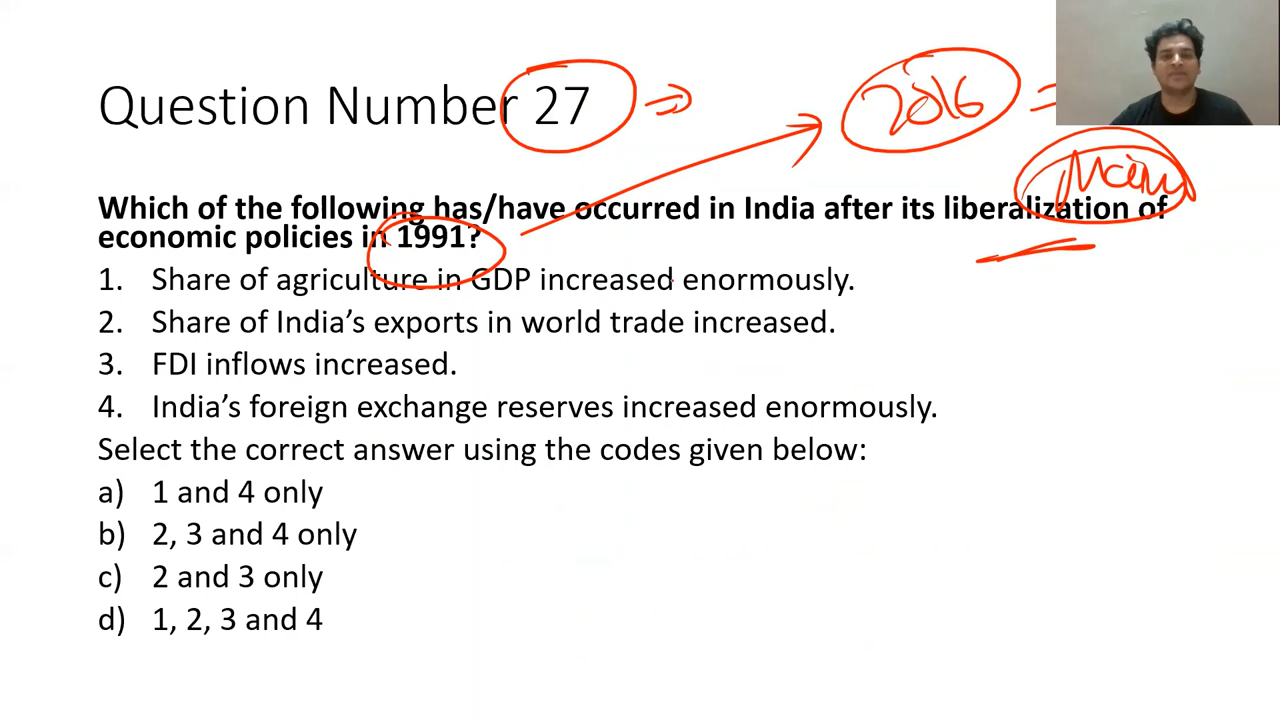 Question Number 27
2016
Mains
Which of the following has/have occurred in India after its liberalization of
economic policies in 1991?
1. Share of agriculture in GDP increased enormously.
2. Share of India’s exports in world trade increased.
3. FDI inflows increased.
4. India’s foreign exchange reserves increased enormously.
Select the correct answer using the codes given below:
a) 1 and 4 only
b) 2, 3 and 4 only
c) 2 and 3 only
d) 1, 2, 3 and 4